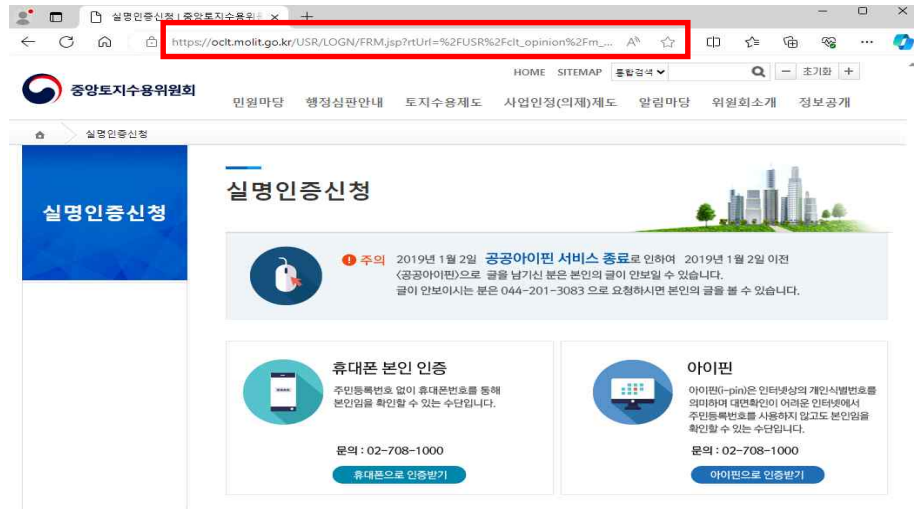 실명인증신청 | 중앙토지수용위원
https://oclt.molit.go.kr/USR/LOGN/FRM.jsp?rtUrl=%2FUSR%2Fclt_opinion%2Fm_...
HOME SITEMAP 통합검색 초기화
중앙토지수용위원회
민원마당 행정심판안내 토지수용제도 사업인정(의제)제도 알림마당 위원회소개 정보공개
실명인증신청
실명인증신청
실명인증신청
주의 2019년 1월 2일 공공아이핀 서비스 종료로 인하여 2019년 1월 2일 이전
(공공아이핀)으로 글을 남기신 분은 본인의 글이 안보일 수 있습니다.
글이 안보이시는 분은 044-201-3083 으로 요청하시면 본인의 글을 볼 수 있습니다.
휴대폰 본인 인증
주민등록번호 없이 휴대폰번호를 통해
본인임을 확인할 수 있는 수단입니다.
문의 : 02-708-1000
휴대폰으로 인증받기
아이핀
아이핀(i-pin)은 인터넷상의 개인식별번호를
의미하며 대면확인이 어려운 인터넷에서
주민등록번호를 사용하지 않고도 본인임을
확인할 수 있는 수단입니다.
문의 : 02-708-1000
아이핀으로 인증받기